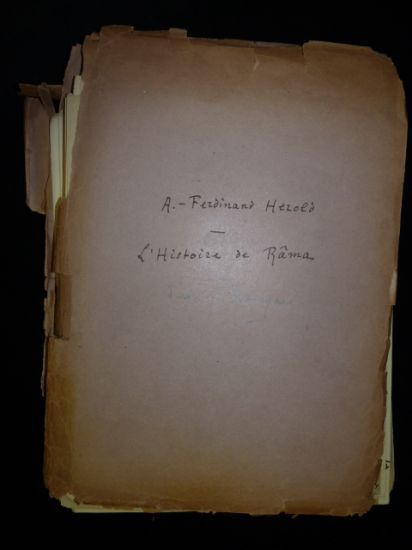 A.-Ferdinand Herold
—
L'Histoire de Râma